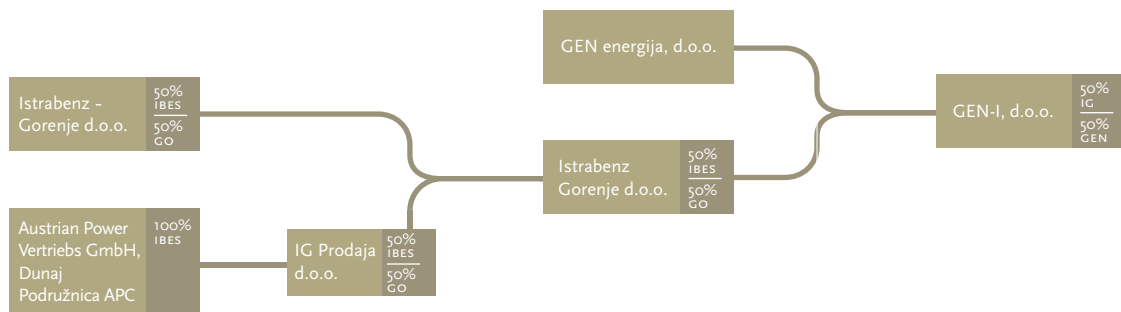 Istrabenz -
Gorenje d.o.o.
50%
IBES
50%
GO
Austrian Power
Vertriebs GmbH,
Dunaj
Podružnica APC
100%
IBES
IG Prodaja
d.o.o.
50%
IBES
50%
GO
GEN energija, d.o.o.
Istrabenz
Gorenje d.o.o.
50%
IBES
50%
GO
GEN-I, d.o.o.
50%
IG
50%
GEN